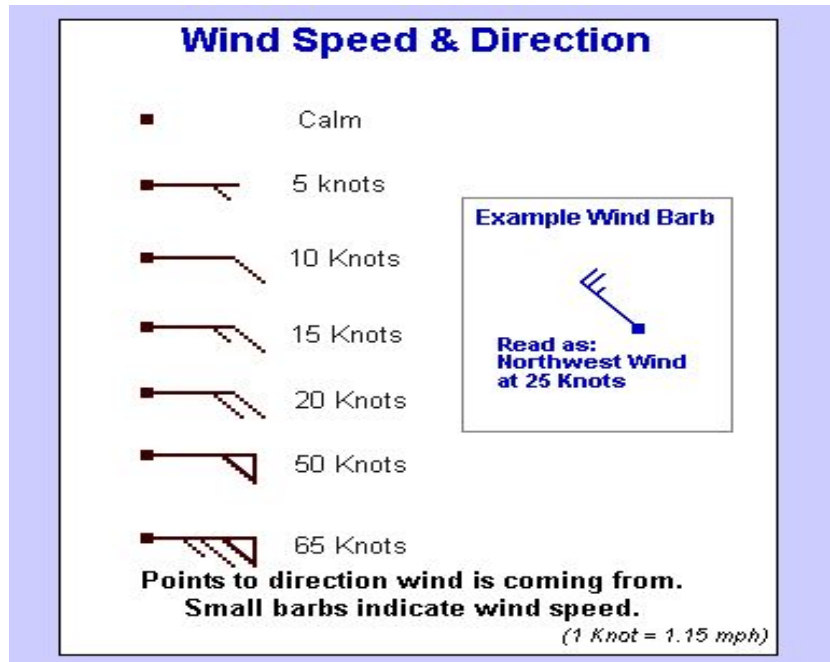 Wind Speed & Direction
Calm
5 knots
10 Knots
15 Knots
20 Knots
50 Knots
65 Knots
Example Wind Barb
Read as:
Northwest Wind
at 25 Knots
Points to direction wind is coming from.
Small barbs indicate wind speed.
(1 Knot = 1.15 mph)